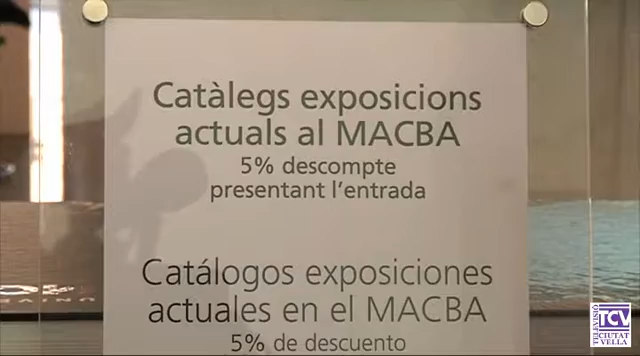 Catàlegs exposicions
actuals al MACBA
5% descompte
presentant l'entrada
Catálogos exposiciones
actuales en el MACBA
5% de descuento
TELEVISIÓ
TCV
CIUTAT
VELLA